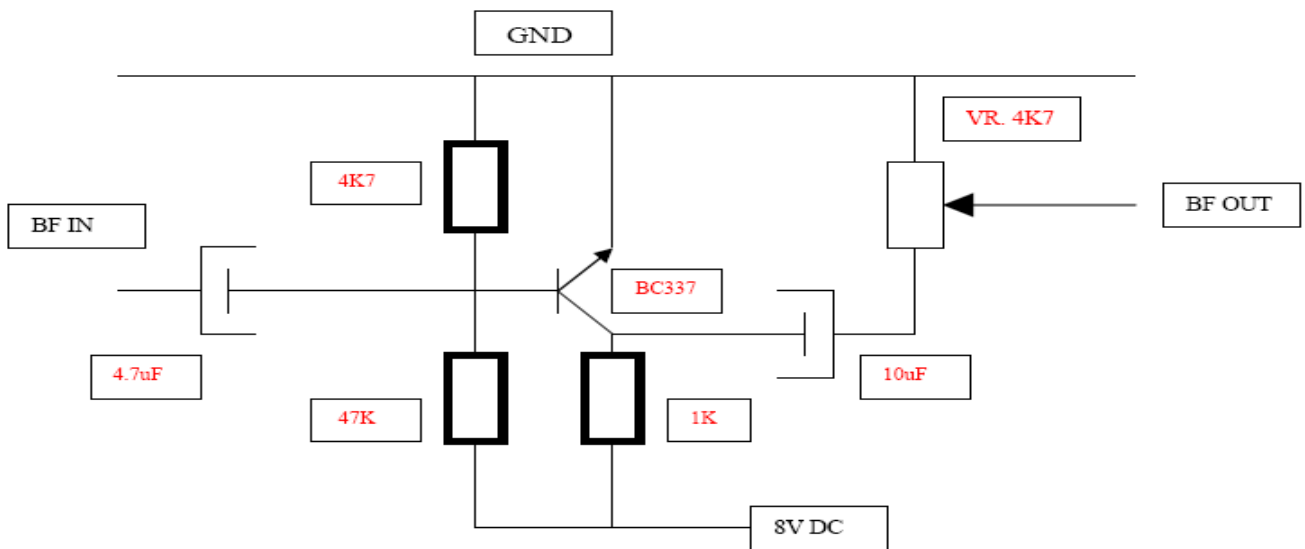 GND
VR. 4K7
4K7
BF IN
BF OUT
BC337
4.7uF
10uF
47K
1K
8V DC